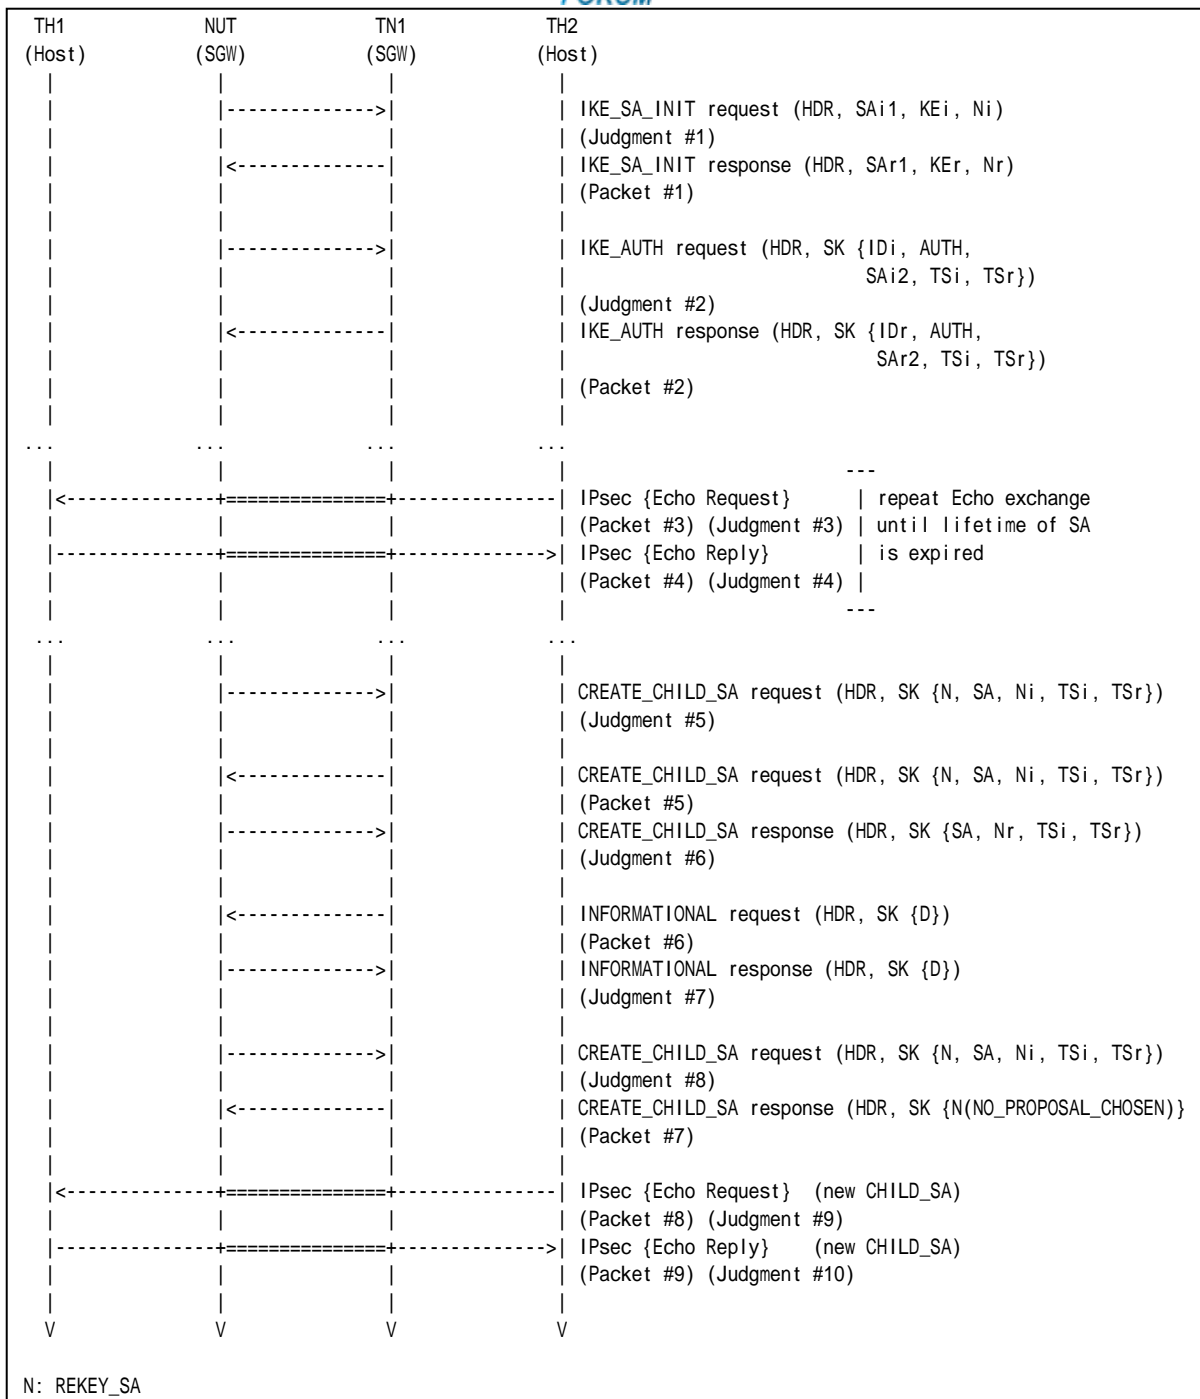 FORUM
TH1 NUT TN1 TH2
(Host) (SGW) (SGW) (Host)
| | | |
| |-------------->| | IKE_SA_INIT request (HDR, SAi1, KEi, Ni)
| | | | (Judgment #1)
| |<--------------| | IKE_SA_INIT response (HDR, SAr1, KEr, Nr)
| | | | (Packet #1)
| | | |
| |-------------->| | IKE_AUTH request (HDR, SK {IDi, AUTH,
| | | | SAi2, TSi, TSr})
| | | | (Judgment #2)
| |<--------------| | IKE_AUTH response (HDR, SK {IDr, AUTH,
| | | | SAr2, TSi, TSr})
| | | | (Packet #2)
| | | |
... ... ... ...
| | | | ---
|<--------------+===============+--------------| IPsec {Echo Request} | repeat Echo exchange
| | | | (Packet #3) (Judgment #3) | until lifetime of SA
|---------------+===============+------------->| IPsec {Echo Reply} | is expired
| | | | (Packet #4) (Judgment #4) |
| | | | ---
... ... ... ...
| | | |
| |-------------->| | CREATE_CHILD_SA request (HDR, SK {N, SA, Ni, TSi, TSr})
| | | | (Judgment #5)
| | | |
| |<--------------| | CREATE_CHILD_SA request (HDR, SK {N, SA, Ni, TSi, TSr})
| | | | (Packet #5)
| |-------------->| | CREATE_CHILD_SA response (HDR, SK {SA, Nr, TSi, TSr})
| | | | (Judgment #6)
| | | |
| |<--------------| | INFORMATIONAL request (HDR, SK {D})
| | | | (Packet #6)
| |-------------->| | INFORMATIONAL response (HDR, SK {D})
| | | | (Judgment #7)
| | | |
| |-------------->| | CREATE_CHILD_SA request (HDR, SK {N, SA, Ni, TSi, TSr})
| | | | (Judgment #8)
| |<--------------| | CREATE_CHILD_SA response (HDR, SK {N(NO_PROPOSAL_CHOSEN)}
| | | | (Packet #7)
| | | |
|<--------------+===============+--------------| IPsec {Echo Request} (new CHILD_SA)
| | | | (Packet #8) (Judgment #9)
|---------------+===============+------------->| IPsec {Echo Reply} (new CHILD_SA)
| | | | (Packet #9) (Judgment #10)
| | | |
V V V V
N: REKEY_SA